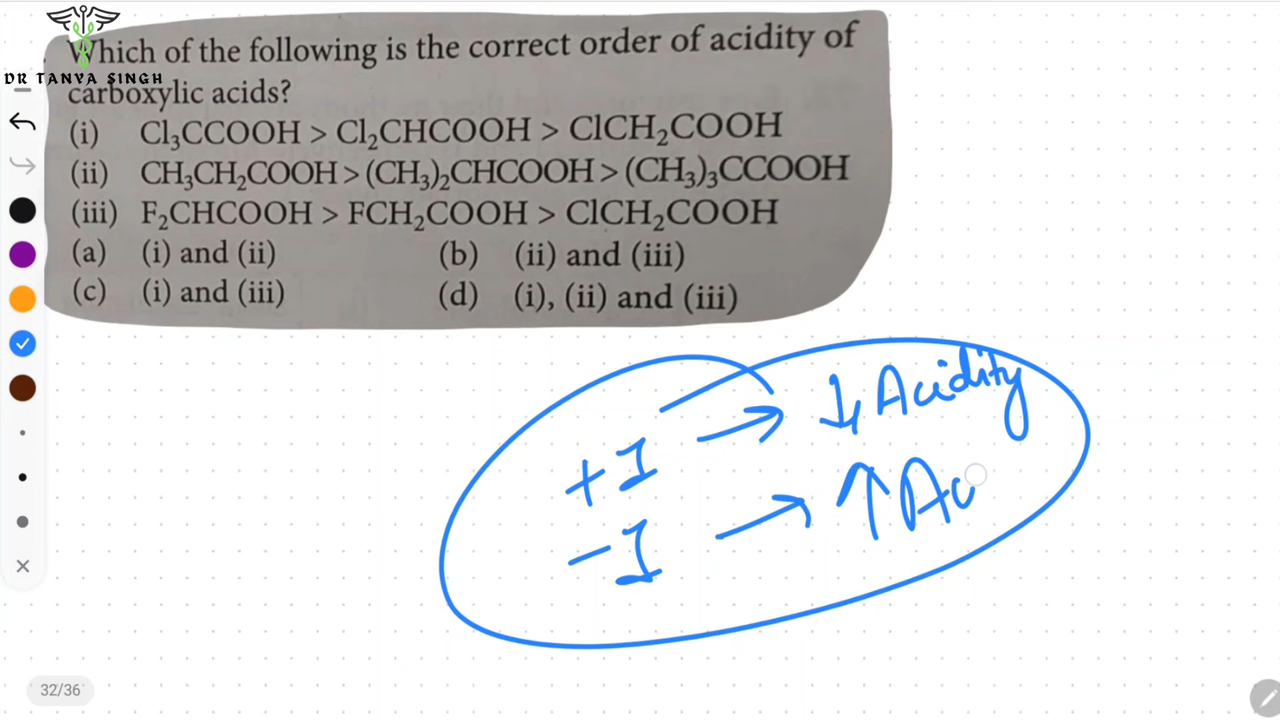 Which of the following is the correct order of acidity of
DR TANYA SINGH
carboxylic acids?
(i) Cl₃CCOOH > Cl₂CHCOOH > ClCH₂COOH
(ii) CH₃CH₂COOH > (CH₃)₂CHCOOH > (CH₃)₃CCOOH
(iii) F₂CHCOOH > FCH₂COOH > ClCH₂COOH
(a) (i) and (ii) (b) (ii) and (iii)
(c) (i) and (iii) (d) (i), (ii) and (iii)
+I → ↓ Acidity
-I → ↑ Ac
32/36